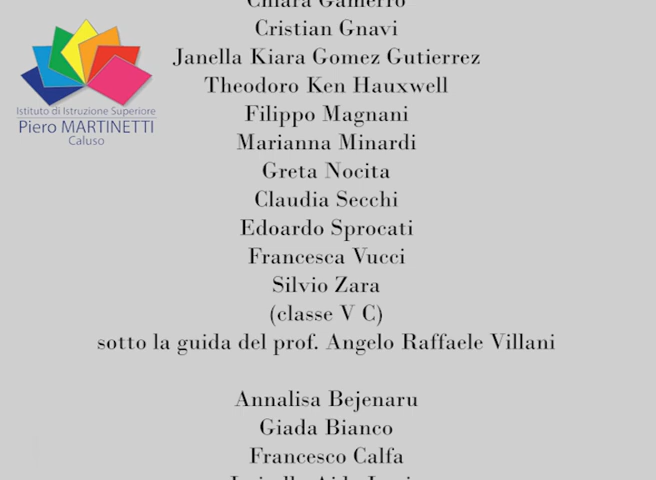 Chiara Gamerro
Cristian Gnavi
Janella Kiara Gomez Gutierrez
Theodoro Ken Hauxwell
Filippo Magnani
Marianna Minardi
Greta Nocita
Claudia Secchi
Edoardo Sprocati
Francesca Vucci
Silvio Zara
(classe V C)
sotto la guida del prof. Angelo Raffaele Villani
Annalisa Bejenaru
Giada Bianco
Francesco Calfa
Istituto di Istruzione Superiore
Piero MARTINETTI
Caluso